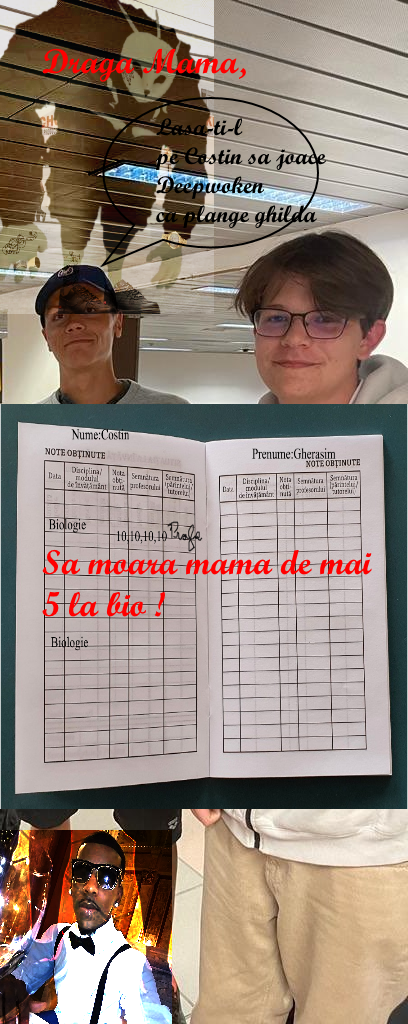 Draga Mama,
Lasa-ti-l
pe Costin sa joace
Deepwoken
ca plange ghilda
Nume:Costin
NOTE OBȚINUTE
Data
Disciplina/
modulul
de învățământ
Nota
obți-
nută
Semnătura
profesorului
Semnătura
părintelui/
tutorelui
Biologie
10,10,10,10 Profa
Biologie
Prenume:Gherasim
NOTE OBȚINUTE
Data
Disciplina/
modulul
de învățământ
Nota
obți-
nută
Semnătura
profesorului
Semnătura
părintelui/
tutorelui
Sa moara mama de mai
5 la bio !